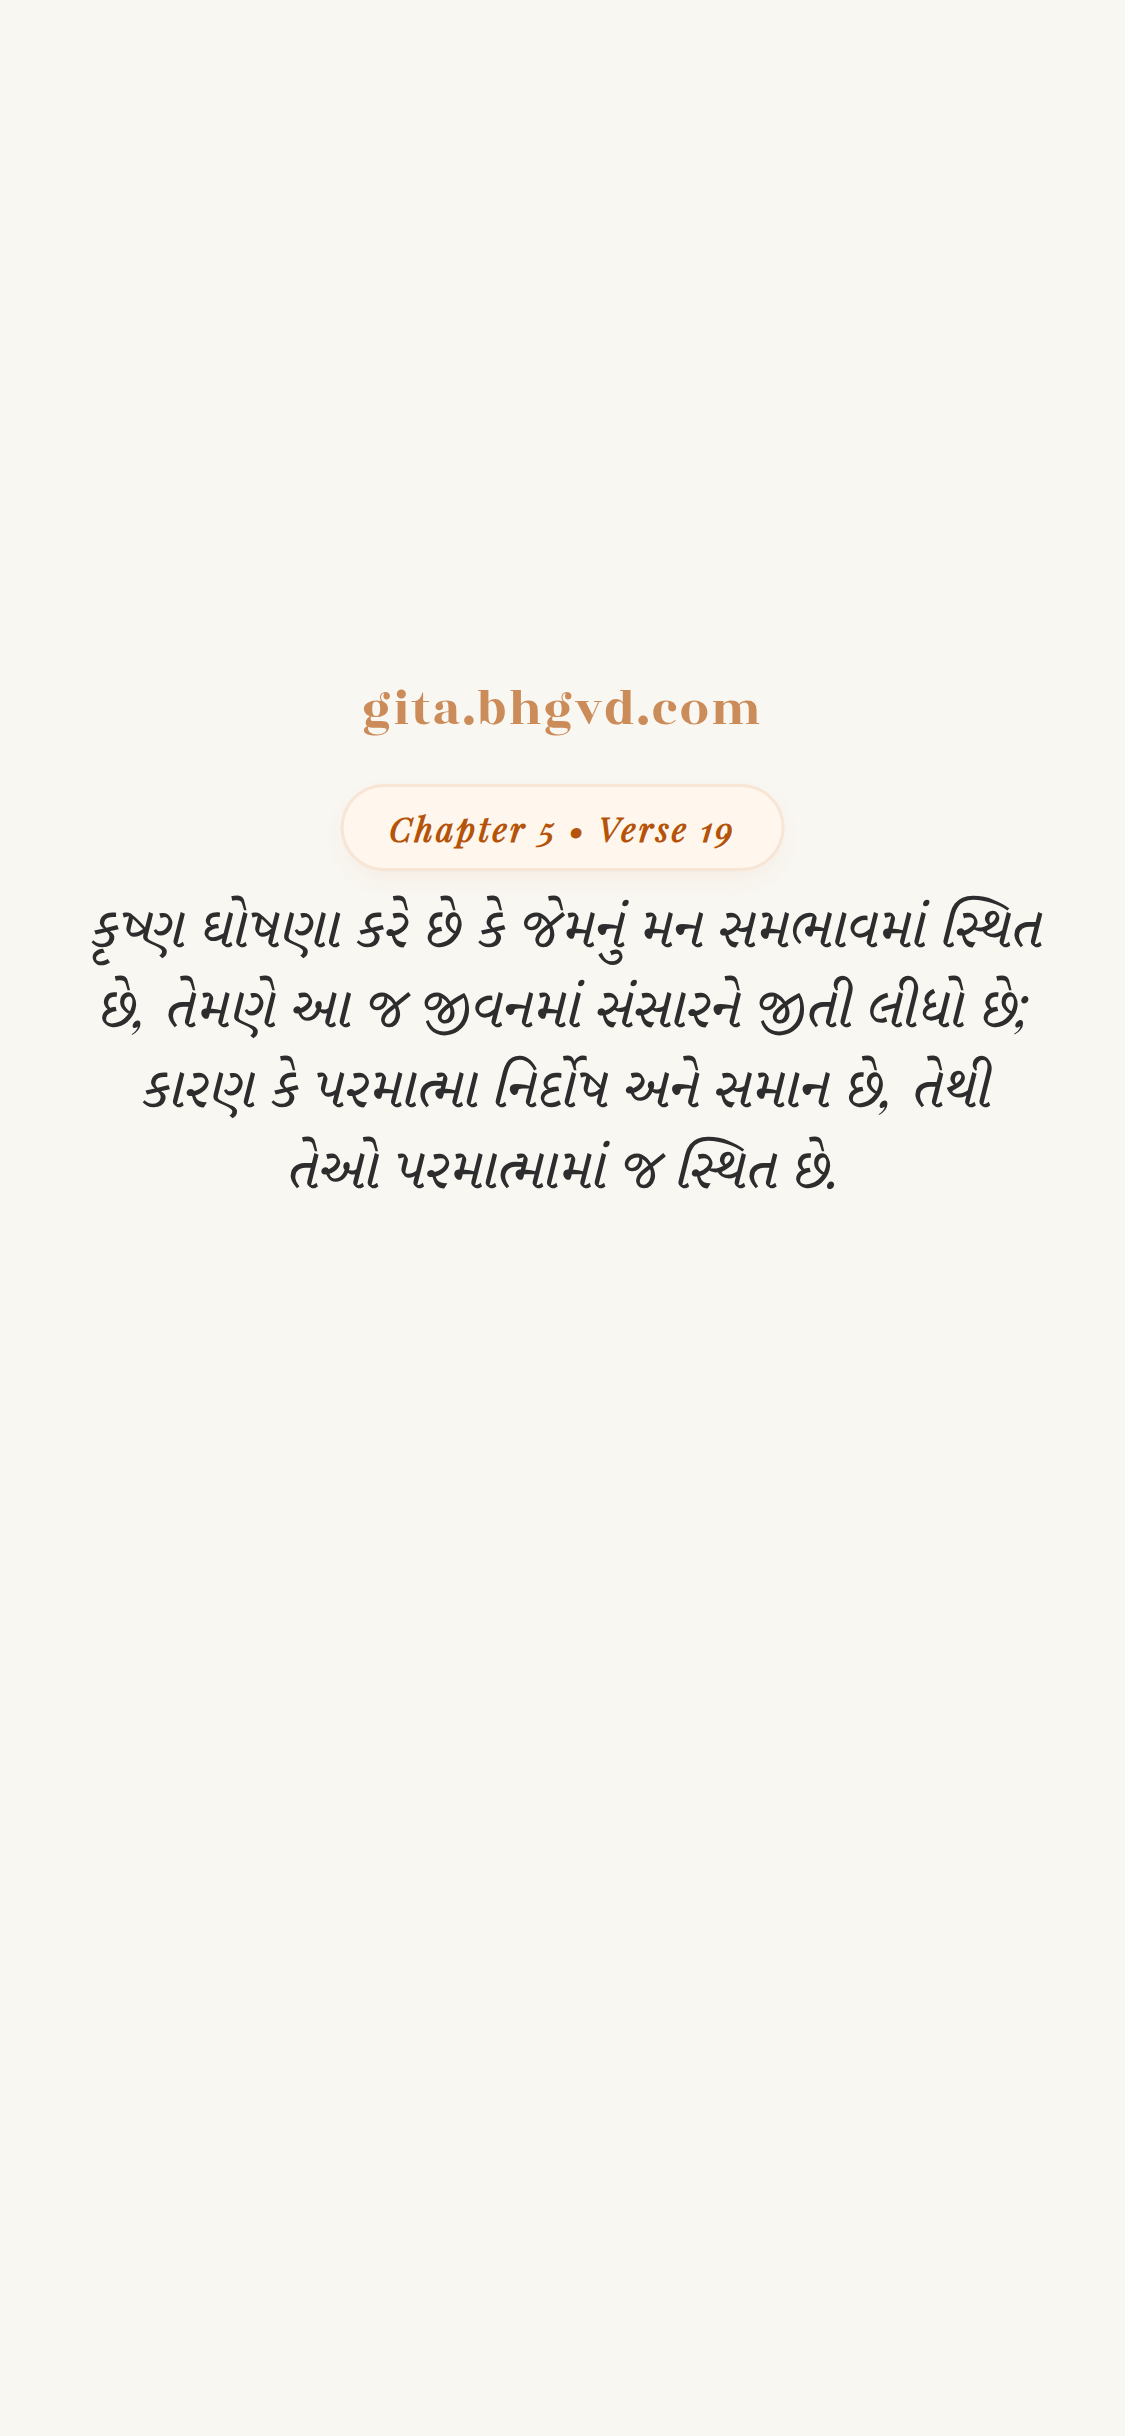 gita.bhgvd.com
Chapter 5 • Verse 19
કૃષ્ણ ઘોષણા કરે છે કે જેમનું મન સમભાવમાં સ્થિત
છે, તેમણે આ જ જીવનમાં સંસારને જીતી લીધો છે;
કારણ કે પરમાત્મા નિર્દોષ અને સમાન છે, તેથી
તેઓ પરમાત્મામાં જ સ્થિત છે.